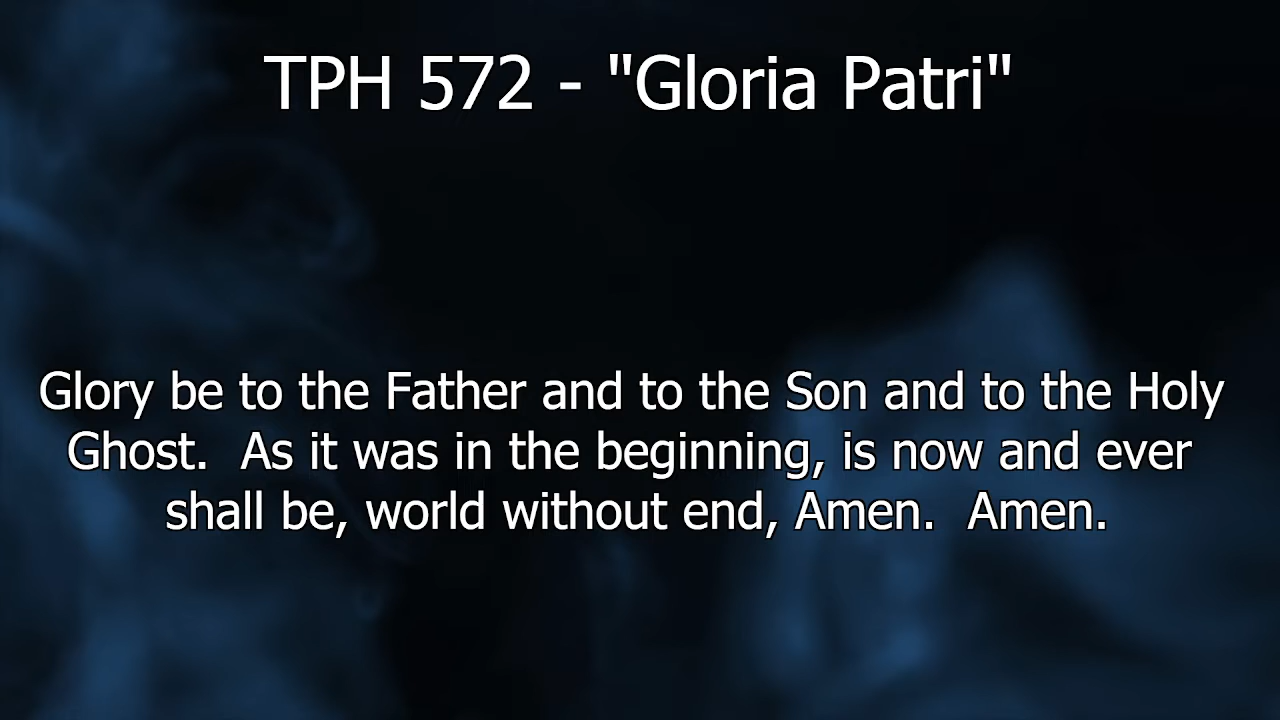 TPH 572 - "Gloria Patri"
Glory be to the Father and to the Son and to the Holy
Ghost.  As it was in the beginning, is now and ever
shall be, world without end, Amen.  Amen.